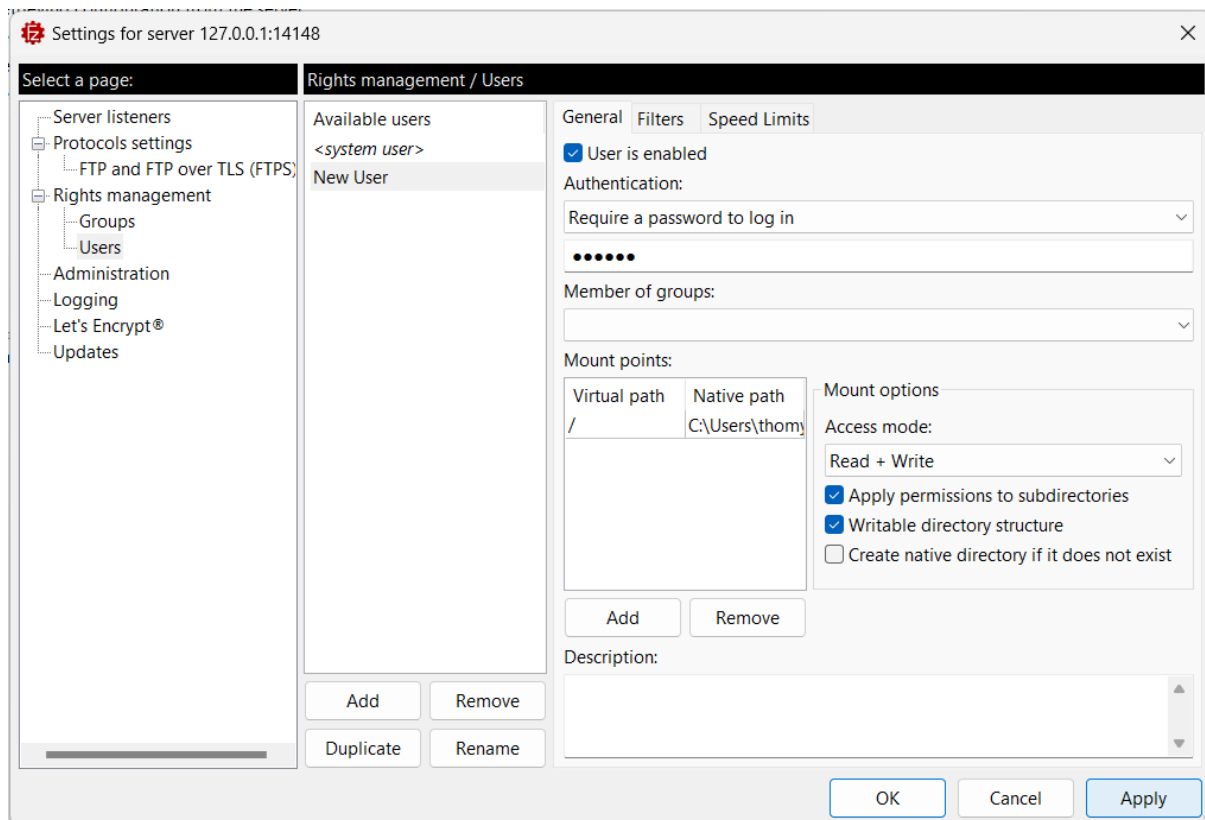 Settings for server 127.0.0.1:14148
Select a page:
Server listeners
Protocols settings
FTP and FTP over TLS (FTPS)
Rights management
Groups
Users
Administration
Logging
Let's Encrypt®
Updates
Rights management / Users
Available users
<system user>
New User
Add
Remove
Duplicate
Rename
General
Filters
Speed Limits
User is enabled
Authentication:
Require a password to log in
••••••
Member of groups:
Mount points:
Virtual path
Native path
/
C:\Users\thomy
Mount options
Access mode:
Read + Write
Apply permissions to subdirectories
Writable directory structure
Create native directory if it does not exist
Add
Remove
Description:
OK
Cancel
Apply